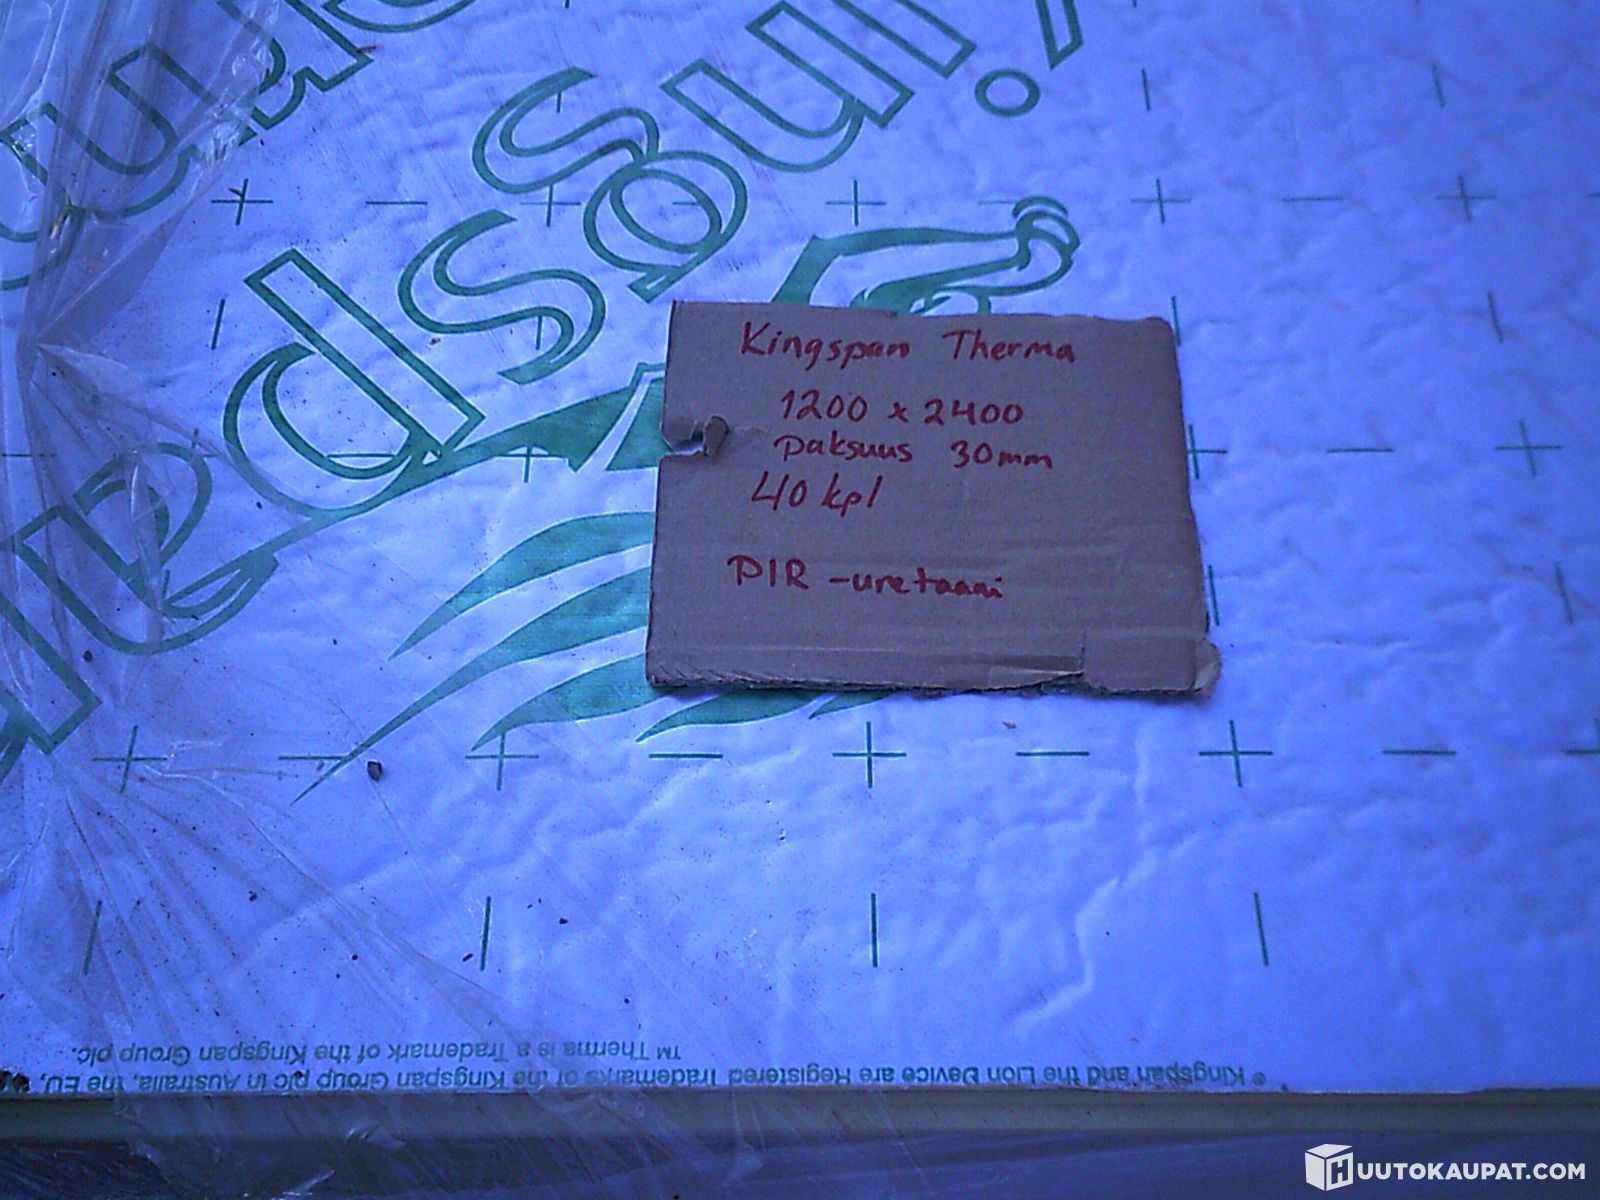 Kingspan.
Kingspan Therma
1200 x 2400
paksuus 30mm
40 kpl
PIR -uretaani
™ Therma is a Trademark of the Kingspan Group plc.
® Kingspan and the Lion Device are Registered Trademarks of the Kingspan Group plc in Australia, the EU,
HUUTOKAUPAT.COM